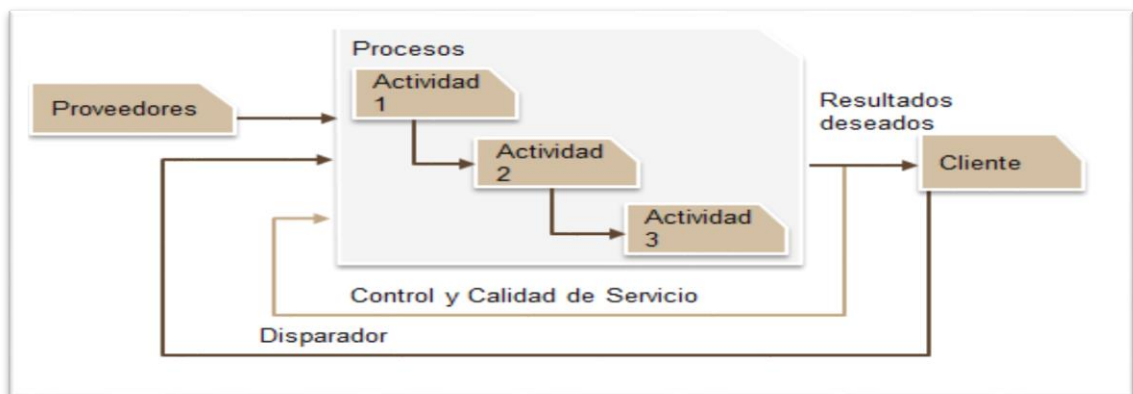 Procesos
Proveedores
Actividad
1
Actividad
2
Actividad
3
Resultados
deseados
Cliente
Control y Calidad de Servicio
Disparador